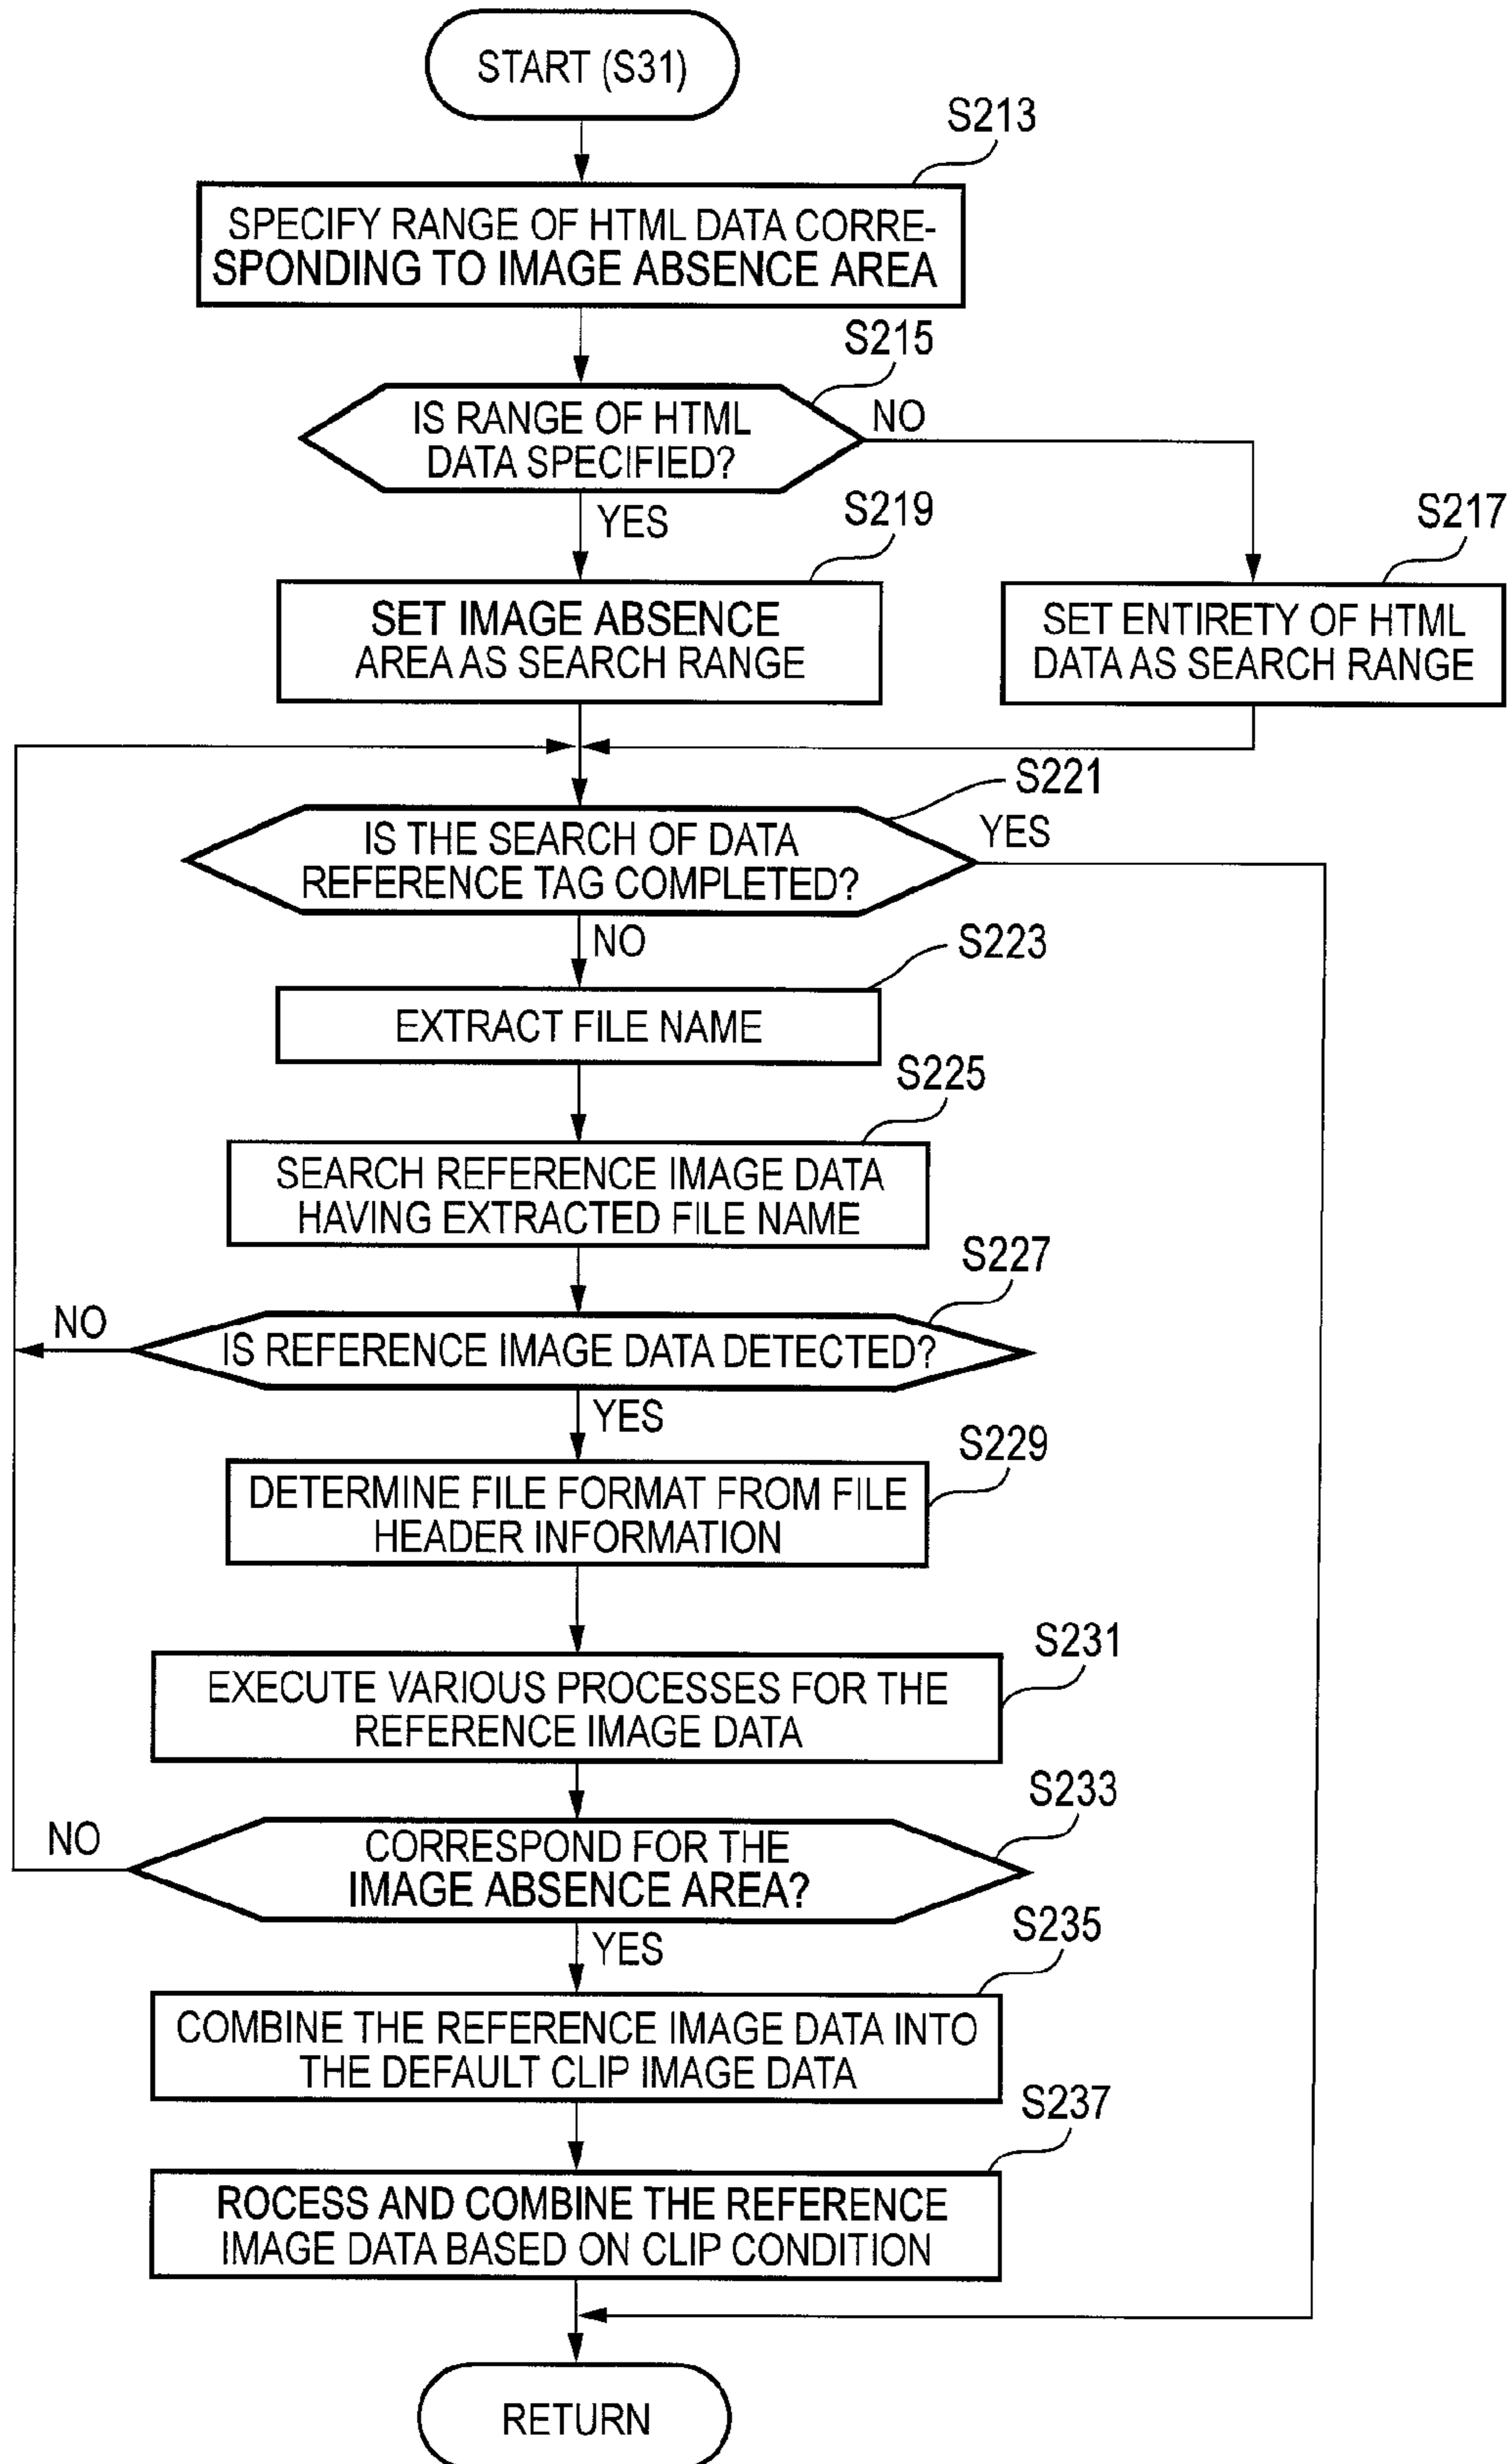 START (S31)
S213
SPECIFY RANGE OF HTML DATA CORRE-
SPONDING TO IMAGE ABSENCE AREA
S215
IS RANGE OF HTML
DATA SPECIFIED?
NO
YES
S219
S217
SET IMAGE ABSENCE
AREA AS SEARCH RANGE
SET ENTIRETY OF HTML
DATA AS SEARCH RANGE
S221
IS THE SEARCH OF DATA
REFERENCE TAG COMPLETED?
YES
NO
S223
EXTRACT FILE NAME
S225
SEARCH REFERENCE IMAGE DATA
HAVING EXTRACTED FILE NAME
S227
NO
IS REFERENCE IMAGE DATA DETECTED?
YES
S229
DETERMINE FILE FORMAT FROM FILE
HEADER INFORMATION
S231
EXECUTE VARIOUS PROCESSES FOR THE
REFERENCE IMAGE DATA
S233
NO
CORRESPOND FOR THE
IMAGE ABSENCE AREA?
YES
S235
COMBINE THE REFERENCE IMAGE DATA INTO
THE DEFAULT CLIP IMAGE DATA
S237
ROCESS AND COMBINE THE REFERENCE
IMAGE DATA BASED ON CLIP CONDITION
RETURN